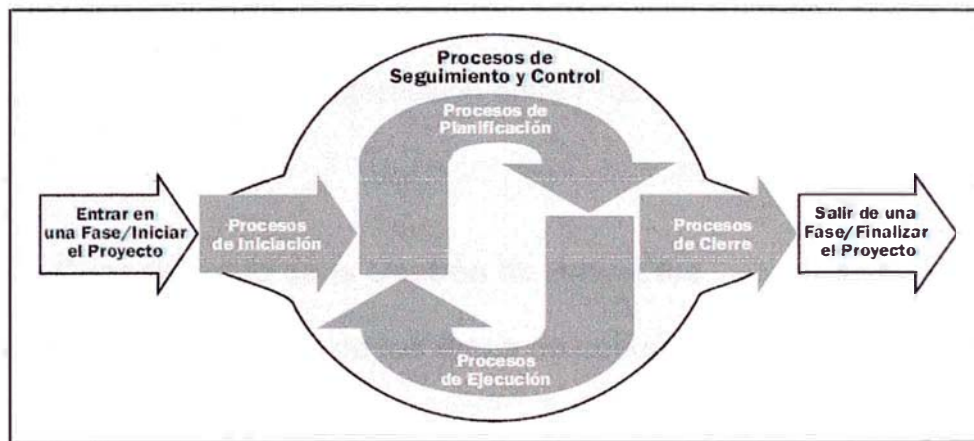 Procesos de
Seguimiento y Control
Procesos de
Planificación
Entrar en
una Fase/Iniciar
el Proyecto
Procesos
de Iniciación
Procesos
de Cierre
Salir de una
Fase/Finalizar
el Proyecto
Procesos
de Ejecución